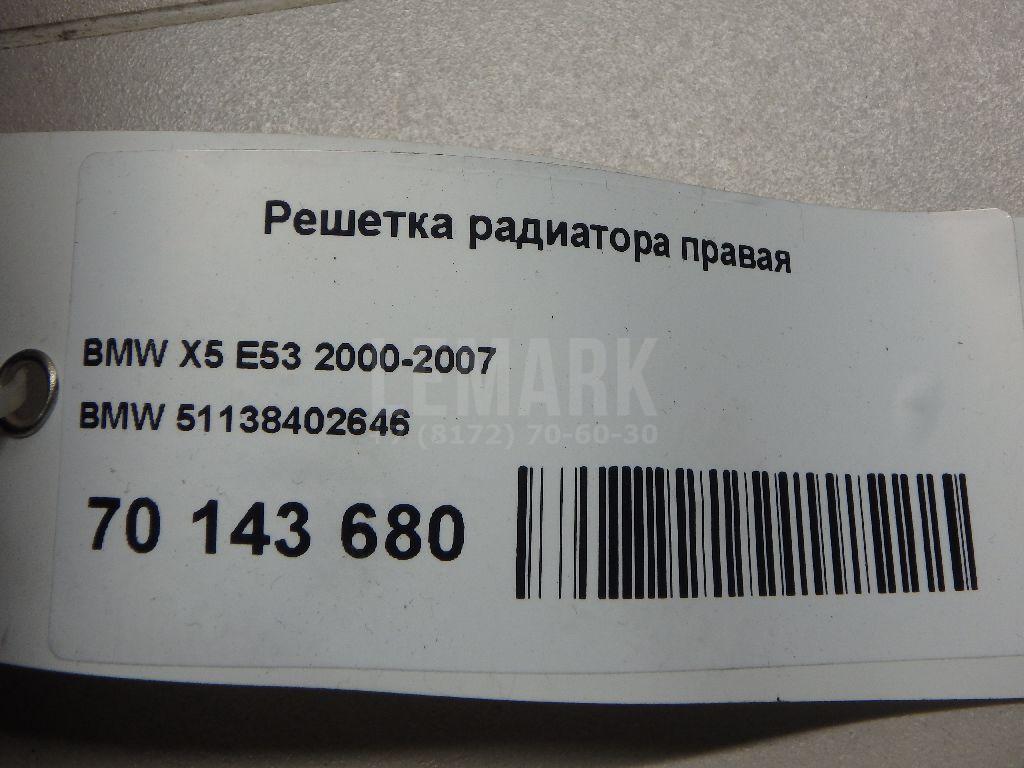 Решетка радиатора правая
BMW X5 E53 2000-2007
LEMARK
BMW 51138402646
(8172) 70-60-30
70 143 680